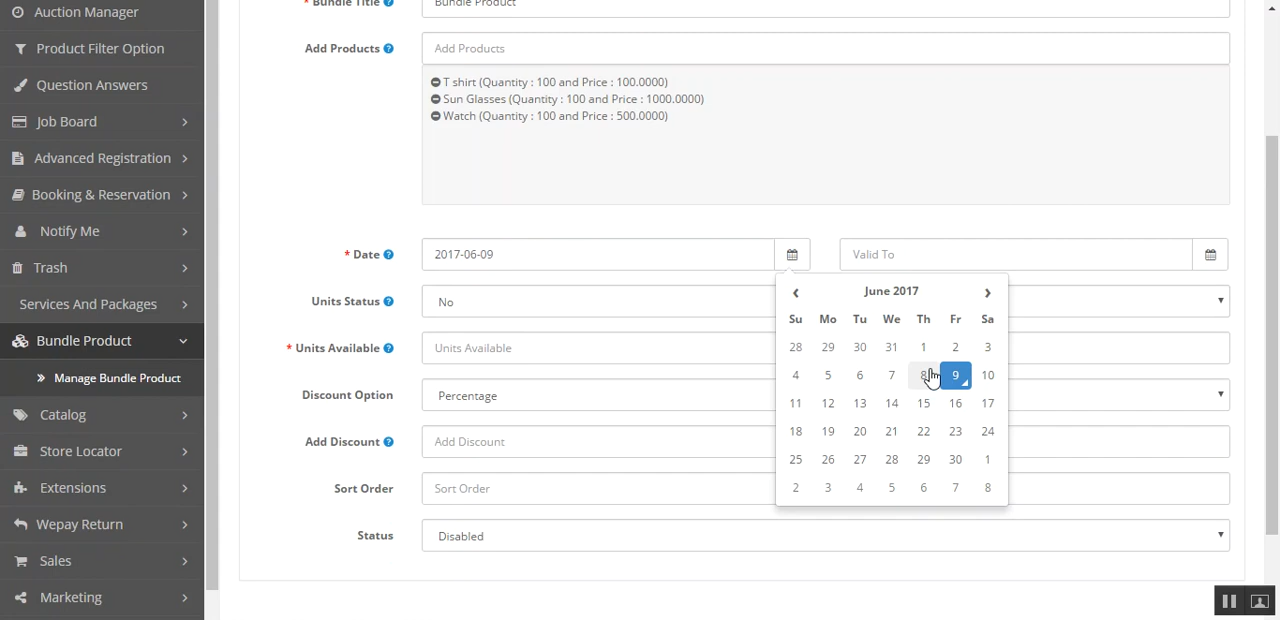 Auction Manager
Product Filter Option
Question Answers
Job Board
Advanced Registration
Booking & Reservation
Notify Me
Trash
Services And Packages
Bundle Product
Manage Bundle Product
Catalog
Store Locator
Extensions
Wepay Return
Sales
Marketing
* Bundle Title ? Bundle Product
Add Products ? Add Products
T shirt (Quantity : 100 and Price : 100.0000)
Sun Glasses (Quantity : 100 and Price : 1000.0000)
Watch (Quantity : 100 and Price : 500.0000)
* Date ? 2017-06-09 Valid To
Units Status ? No
* Units Available ? Units Available
Discount Option Percentage
Add Discount ? Add Discount
Sort Order Sort Order
Status Disabled
‹ June 2017 ›
Su Mo Tu We Th Fr Sa
28 29 30 31 1 2 3
4 5 6 7 8 9 10
11 12 13 14 15 16 17
18 19 20 21 22 23 24
25 26 27 28 29 30 1
2 3 4 5 6 7 8